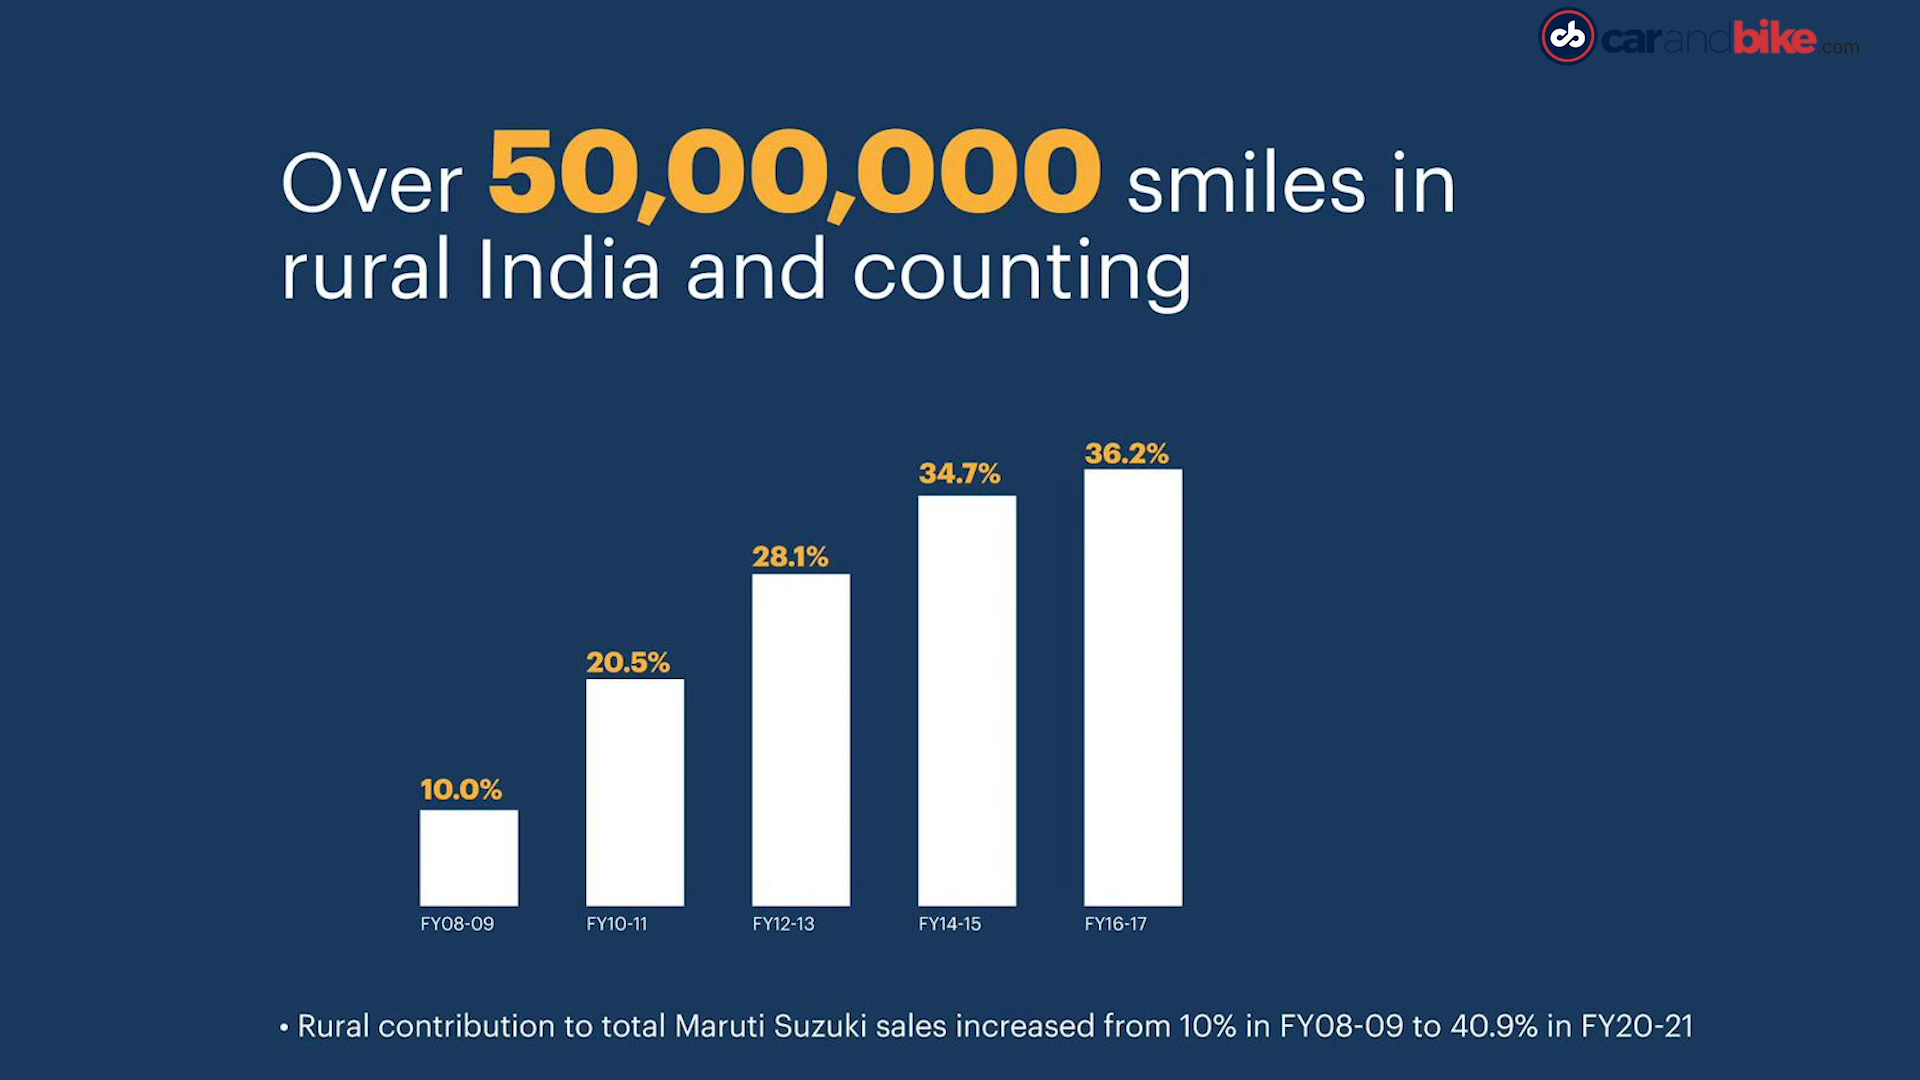 cb carandbike.com
Over 50,00,000 smiles in
rural India and counting
36.2%
34.7%
28.1%
20.5%
10.0%
FY08-09 FY10-11 FY12-13 FY14-15 FY16-17
• Rural contribution to total Maruti Suzuki sales increased from 10% in FY08-09 to 40.9% in FY20-21